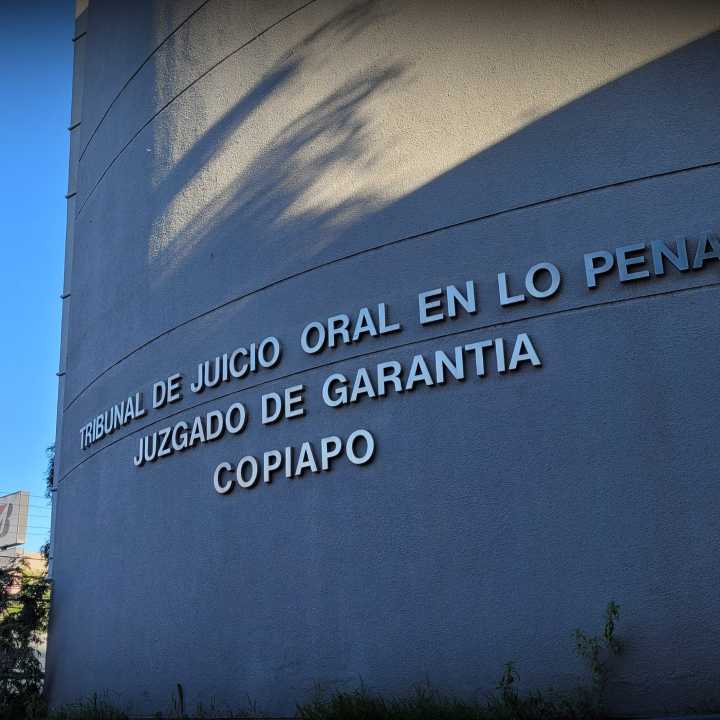 TRIBUNAL DE JUICIO ORAL EN LO PENA
JUZGADO DE GARANTIA
COPIAPO